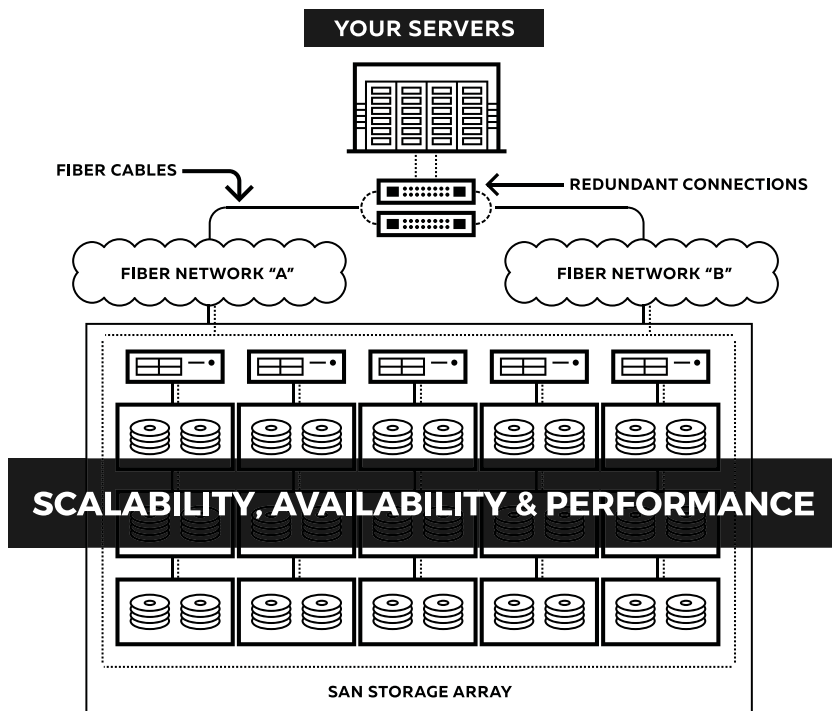 YOUR SERVERS
FIBER CABLES
REDUNDANT CONNECTIONS
FIBER NETWORK “A”
FIBER NETWORK “B”
SCALABILITY, AVAILABILITY & PERFORMANCE
SAN STORAGE ARRAY